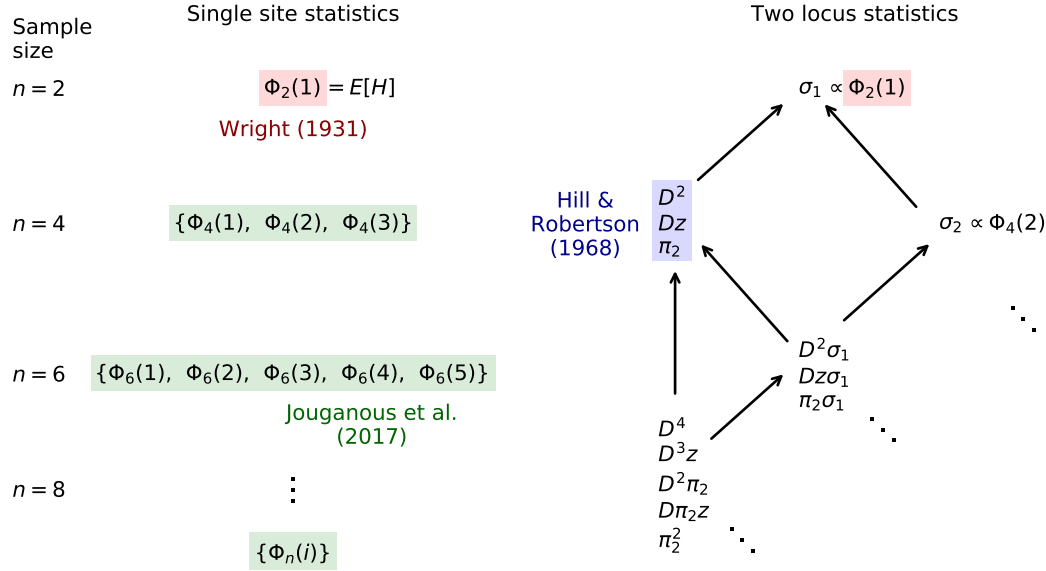 Single site statistics
Two locus statistics
Sample
size
n = 2
Φ₂(1) = E[H]
σ₁ ∝ Φ₂(1)
Wright (1931)
n = 4
{Φ₄(1), Φ₄(2), Φ₄(3)}
Hill &
Robertson
(1968)
D²
Dz
π₂
σ₂ ∝ Φ₄(2)
n = 6
{Φ₆(1), Φ₆(2), Φ₆(3), Φ₆(4), Φ₆(5)}
D²σ₁
Dzσ₁
π₂σ₁
Jouganous et al.
(2017)
n = 8
{Φₙ(i)}
D⁴
D³z
D²π₂
Dπ₂z
π₂²